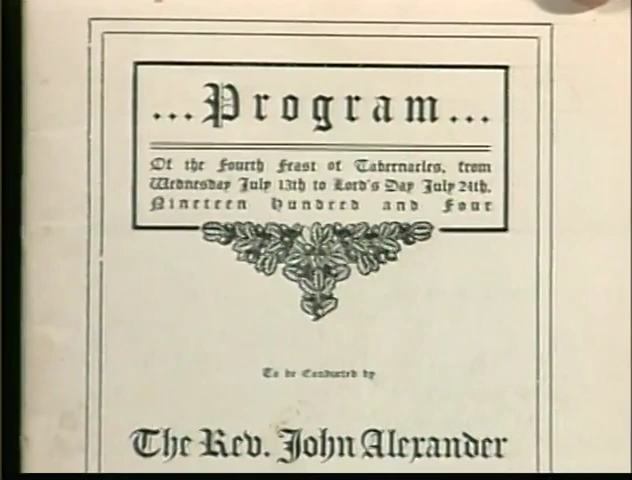 ...Program...
Of the Fourth Feast of Tabernacles, from
Wednesday July 13th to Lord's Day July 24th,
Nineteen Hundred and Four
To be Conducted by
The Rev. John Alexander